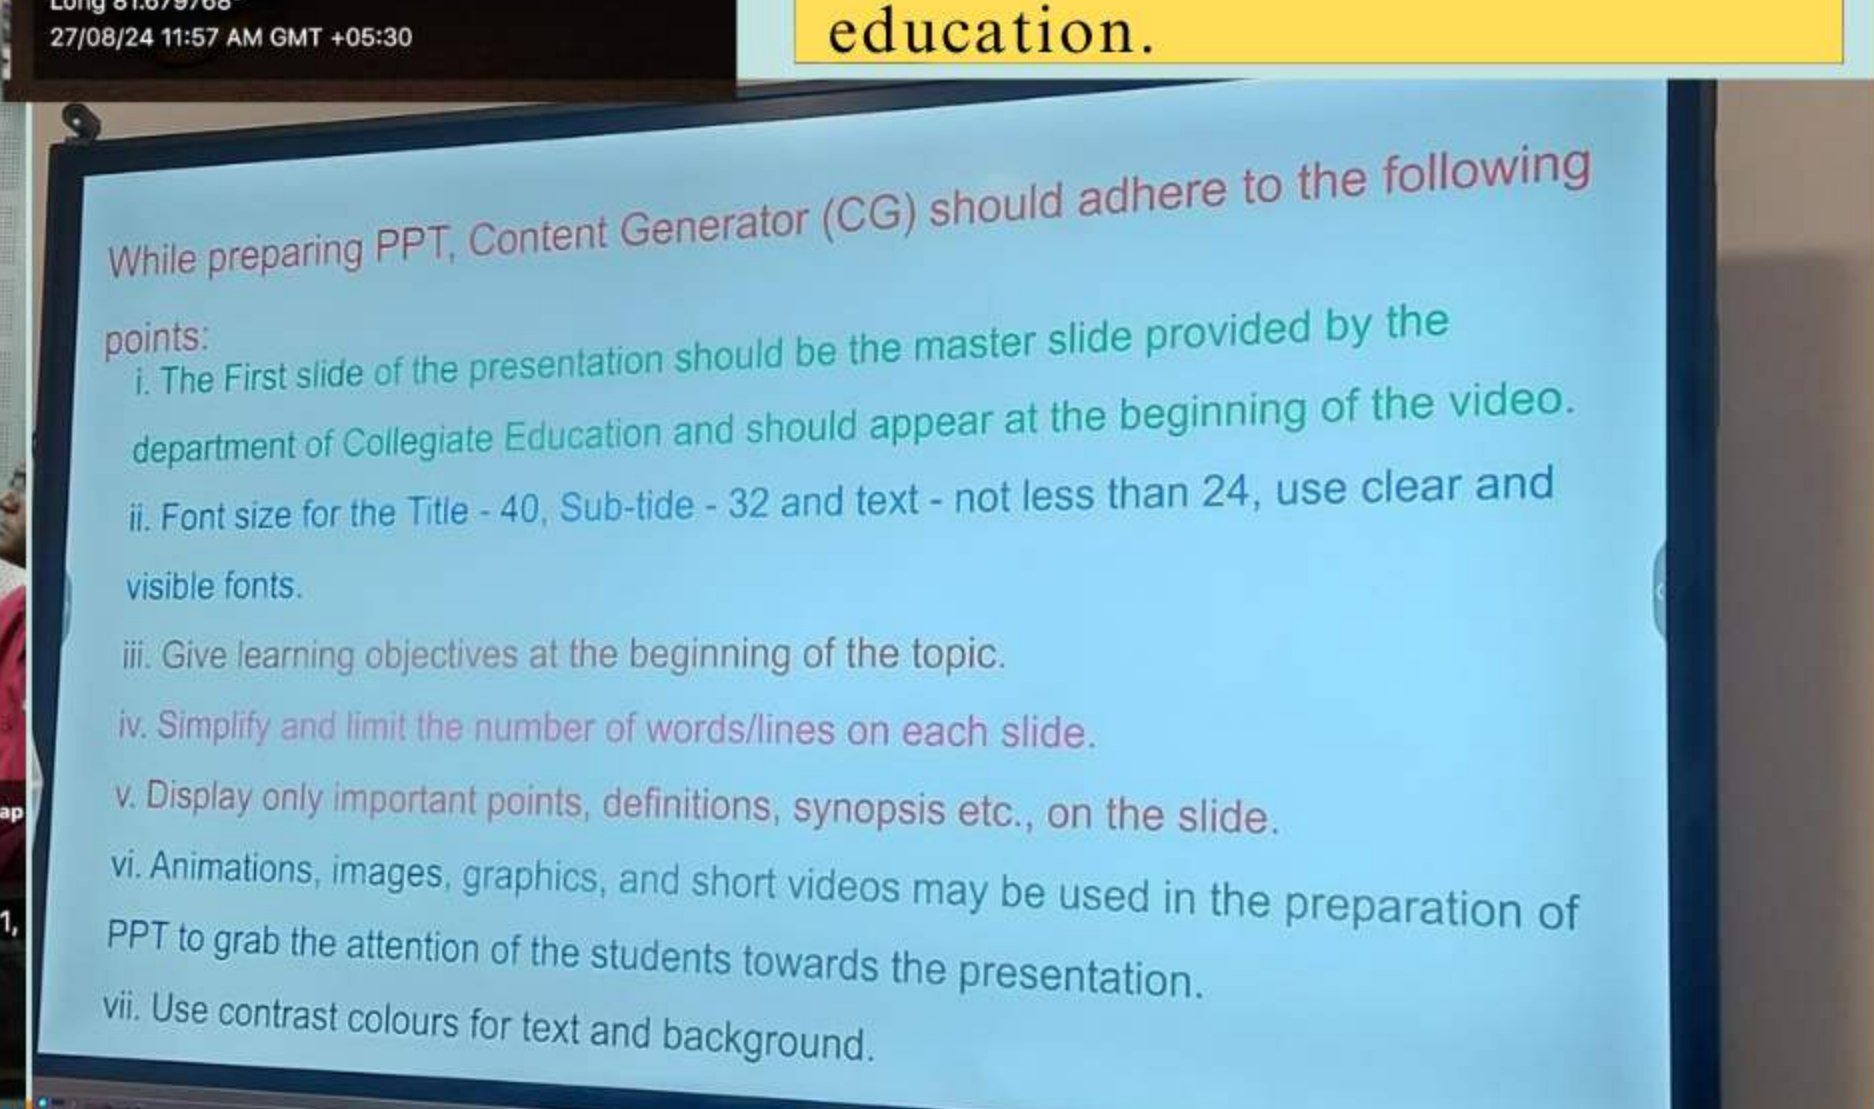 Long 81.679768°
27/08/24 11:57 AM GMT +05:30
education.
While preparing PPT, Content Generator (CG) should adhere to the following
points:
i. The First slide of the presentation should be the master slide provided by the
department of Collegiate Education and should appear at the beginning of the video.
ii. Font size for the Title - 40, Sub-tide - 32 and text - not less than 24, use clear and
visible fonts.
iii. Give learning objectives at the beginning of the topic.
iv. Simplify and limit the number of words/lines on each slide.
v. Display only important points, definitions, synopsis etc., on the slide.
vi. Animations, images, graphics, and short videos may be used in the preparation of
PPT to grab the attention of the students towards the presentation.
vii. Use contrast colours for text and background.
ap
1,